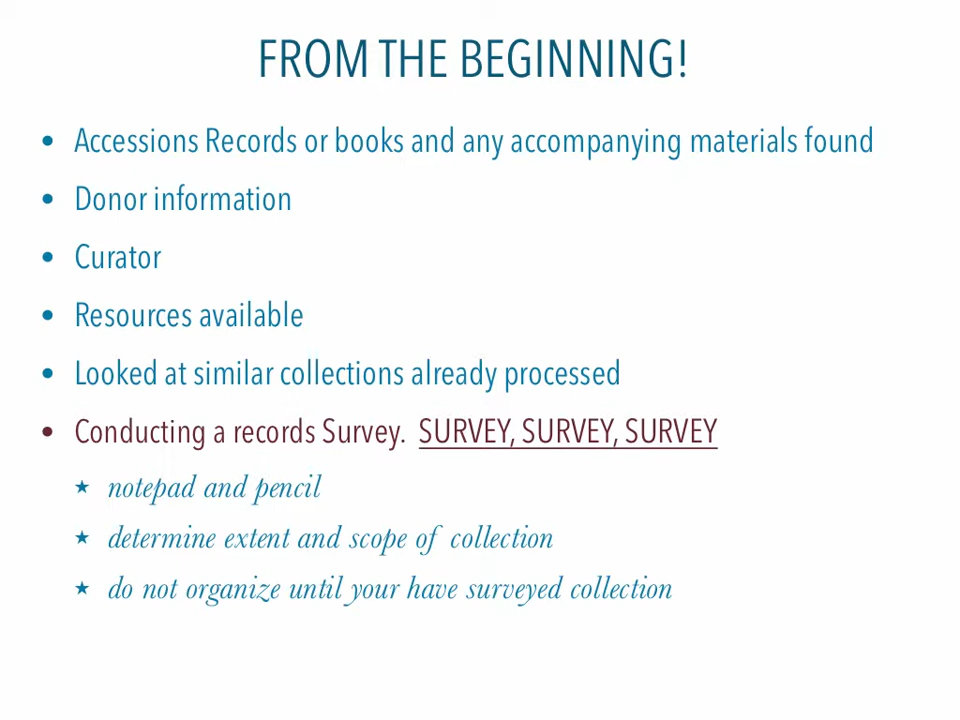 FROM THE BEGINNING!
• Accessions Records or books and any accompanying materials found
• Donor information
• Curator
• Resources available
• Looked at similar collections already processed
• Conducting a records Survey. SURVEY, SURVEY, SURVEY
★ notepad and pencil
★ determine extent and scope of collection
★ do not organize until your have surveyed collection